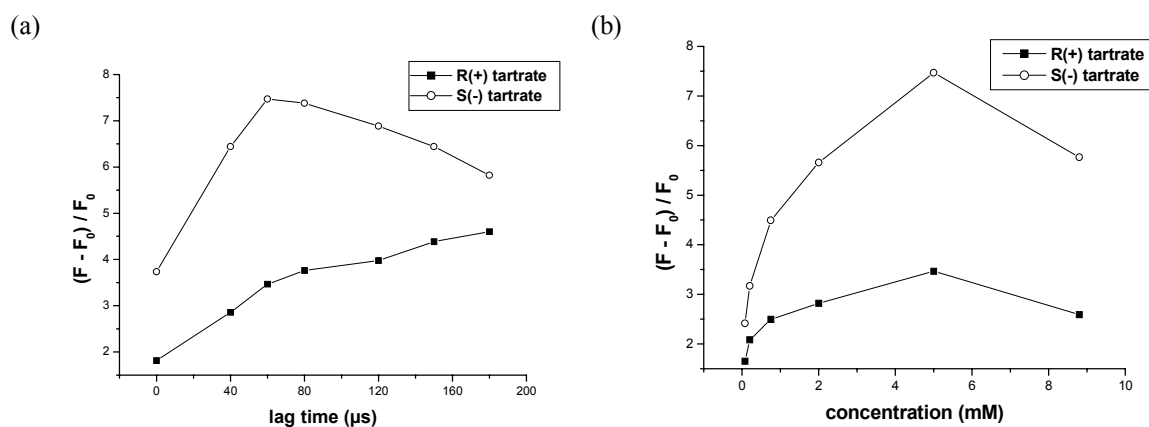 (a)
R(+) tartrate
S(-) tartrate
8
7
6
5
4
3
2
(F - F0) / F0
0 40 80 120 160 200
lag time (µs)
(b)
R(+) tartrate
S(-) tartrate
8
7
6
5
4
3
2
(F - F0) / F0
0 2 4 6 8 10
concentration (mM)